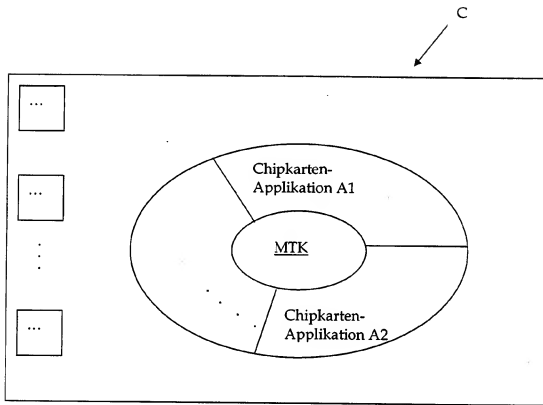 C
...
Chipkarten-
Applikation A1
...
MTK
Chipkarten-
Applikation A2
...